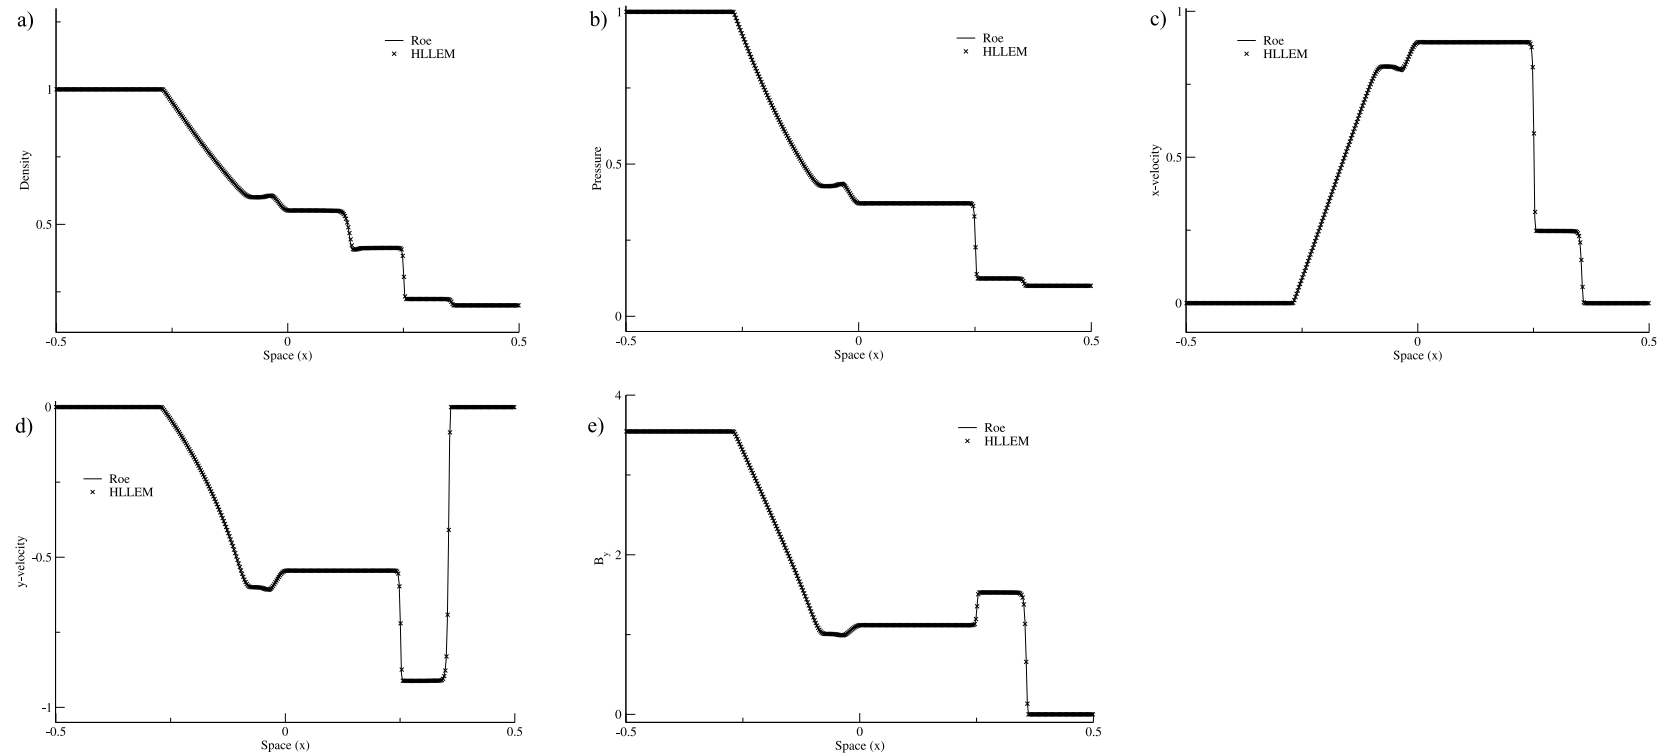 a)
Roe
HLLEM
1
0.5
Density
-0.5
0
0.5
Space (x)
b)
Roe
HLLEM
1
0.5
0
Pressure
-0.5
0
0.5
Space (x)
c)
Roe
HLLEM
1
0.5
0
x-velocity
-0.5
0
0.5
Space (x)
d)
Roe
HLLEM
0
-0.5
-1
y-velocity
-0.5
0
0.5
Space (x)
e)
Roe
HLLEM
4
2
0
By
-0.5
0
0.5
Space (x)